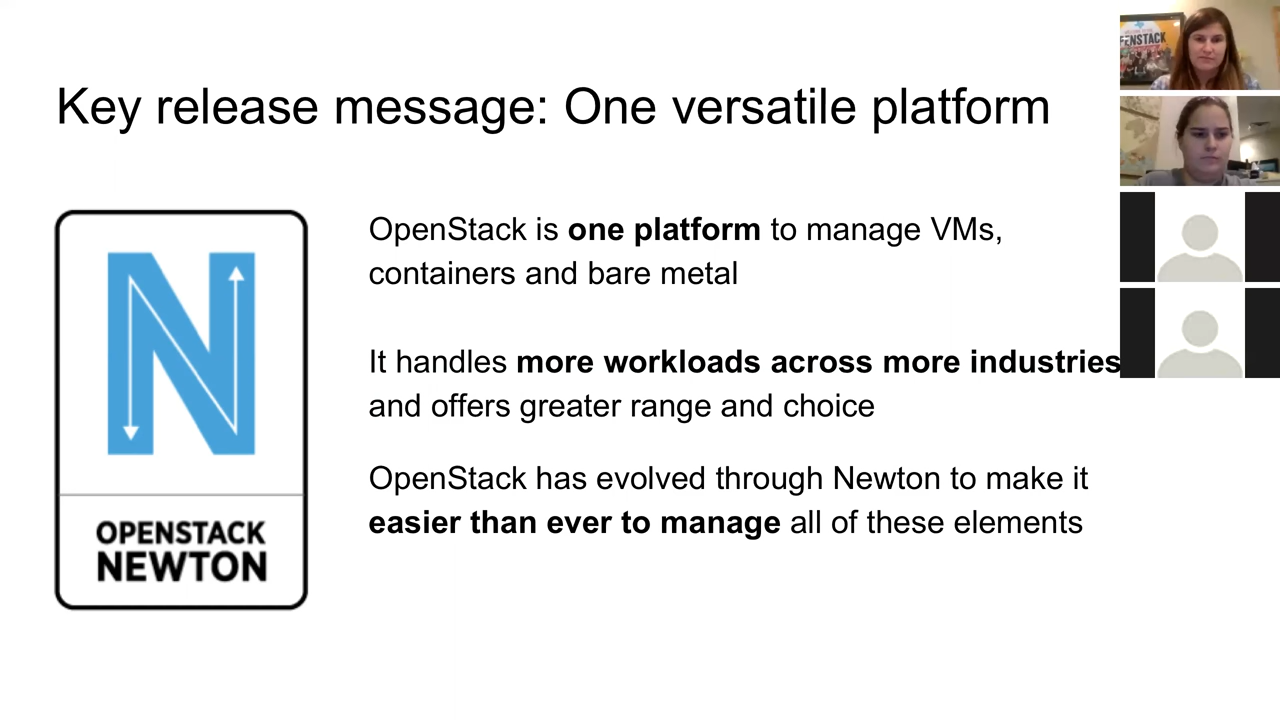 Key release message: One versatile platform
OpenStack is one platform to manage VMs,
containers and bare metal
It handles more workloads across more industries
and offers greater range and choice
OpenStack has evolved through Newton to make it
easier than ever to manage all of these elements
N
OPENSTACK
NEWTON
ENSTACK